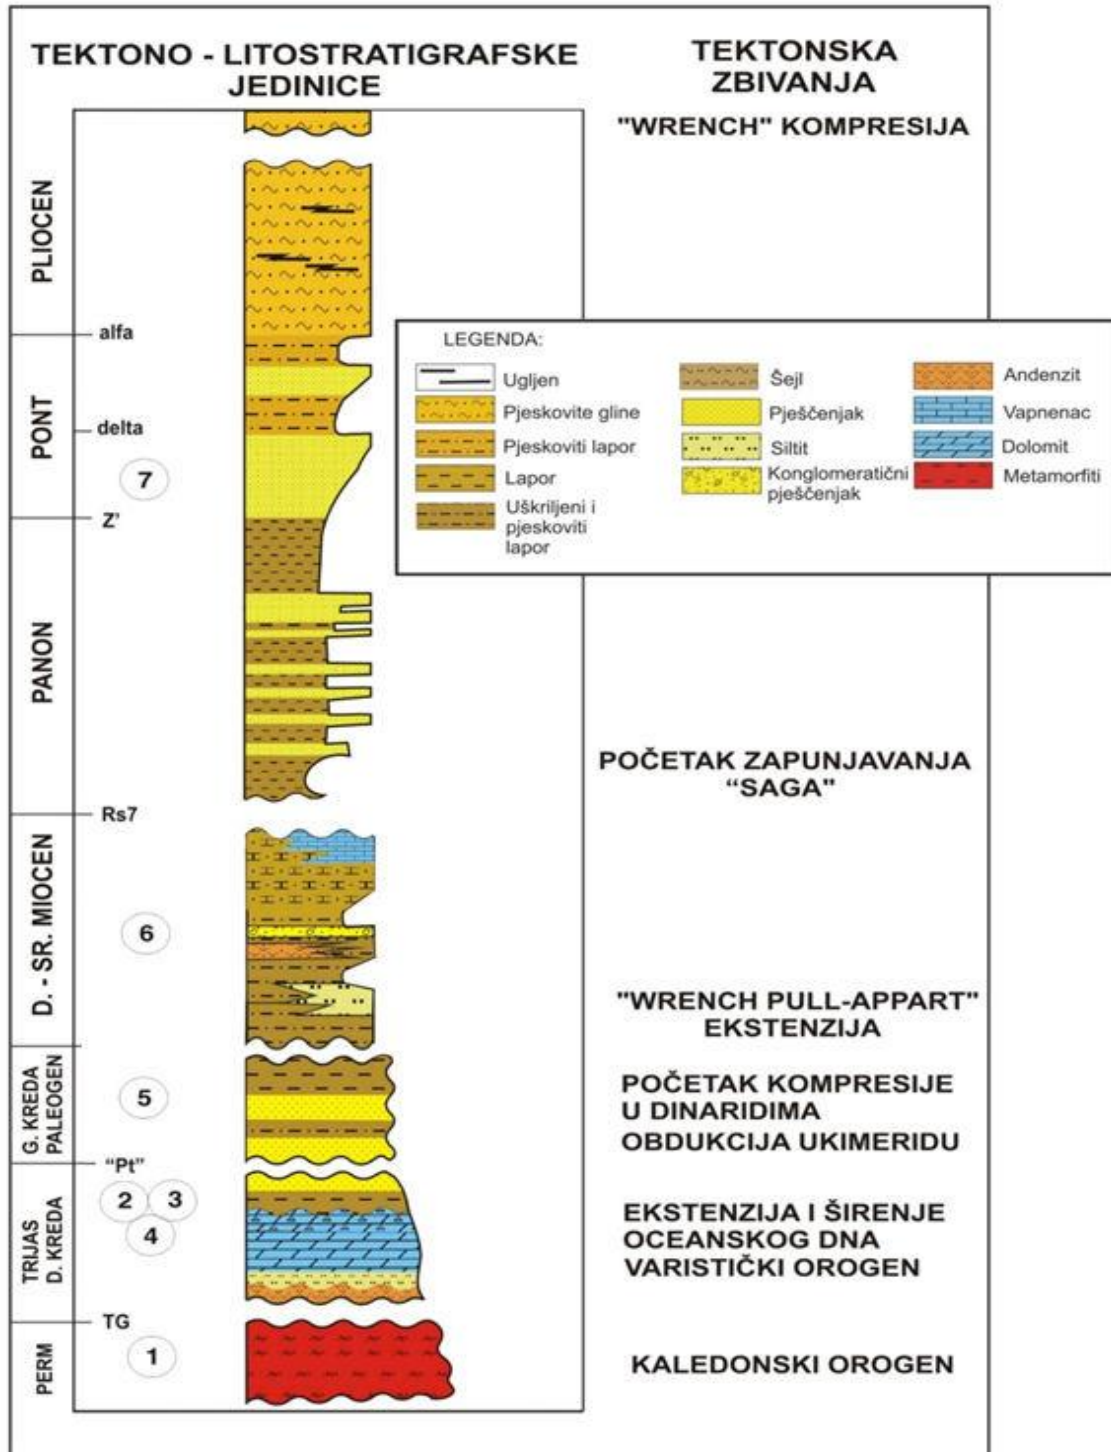 TEKTONO - LITOSTRATIGRAFSKE
JEDINICE
TEKTONSKA
ZBIVANJA
"WRENCH" KOMPRESIJA
PLIOCEN
alfa
PONT
delta
7
Z'
LEGENDA:
Ugljen
Pjeskovite gline
Pjeskoviti lapor
Lapor
Uškriljeni i
pjeskoviti
lapor
Šejl
Pješčenjak
Siltit
Konglomeratični
pješčenjak
Andenzit
Vapnenac
Dolomit
Metamorfiti
PANON
POČETAK ZAPUNJAVANJA
“SAGA"
Rs7
D. - SR. MIOCEN
6
"WRENCH PULL-APPART"
EKSTENZIJA
G. KREDA
PALEOGEN
5
POČETAK KOMPRESIJE
U DINARIDIMA
OBDUKCIJA UKIMERIDU
“Pt”
TRIJAS
D. KREDA
2
3
4
EKSTENZIJA I ŠIRENJE
OCEANSKOG DNA
VARISTIČKI OROGEN
TG
PERM
1
KALEDONSKI OROGEN